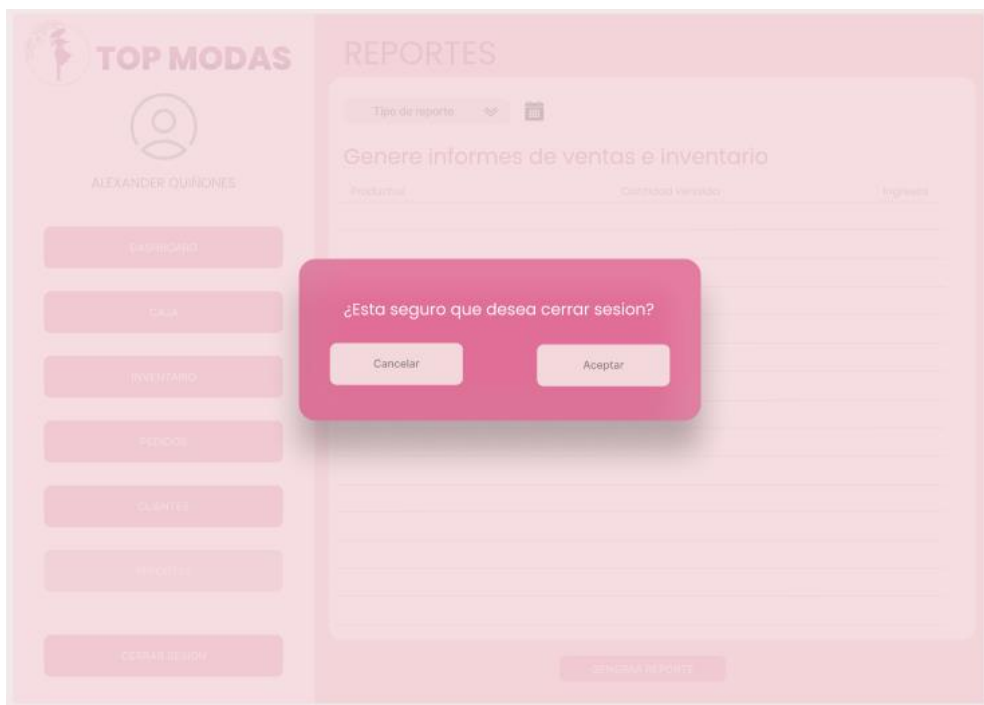 TOP MODAS
ALEXANDER QUIÑONES
DASHBOARD
CAJA
INVENTARIO
PEDIDOS
CLIENTES
REPORTES
CERRAR SESION
REPORTES
Tipo de reporte
Genere informes de ventas e inventario
Productos Cantidad vendida Ingresos
¿Esta seguro que desea cerrar sesion?
Cancelar Aceptar
GENERAR REPORTE